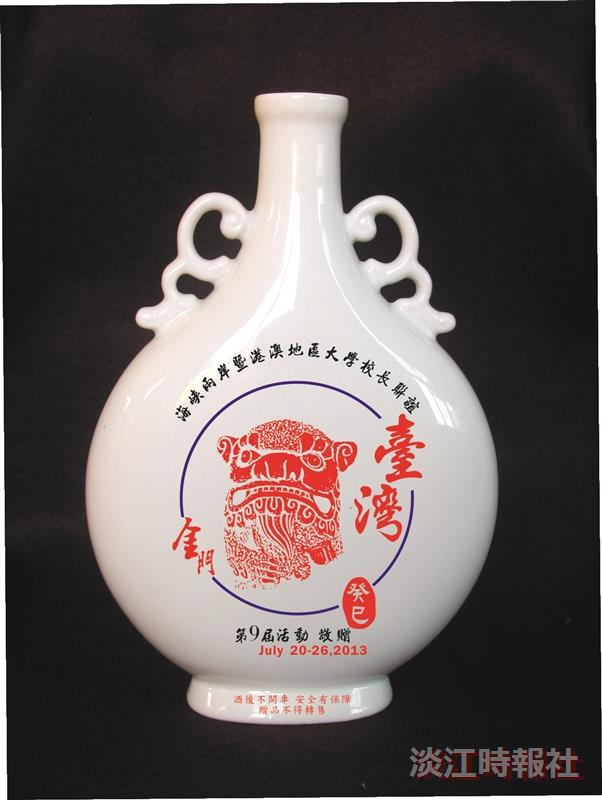 海峽兩岸暨港澳地區大學校長聯誼
臺灣
金門
癸巳
第9屆活動 敬贈
July 20-26,2013
酒後不開車 安全有保障
贈品不得轉售
淡江時報社